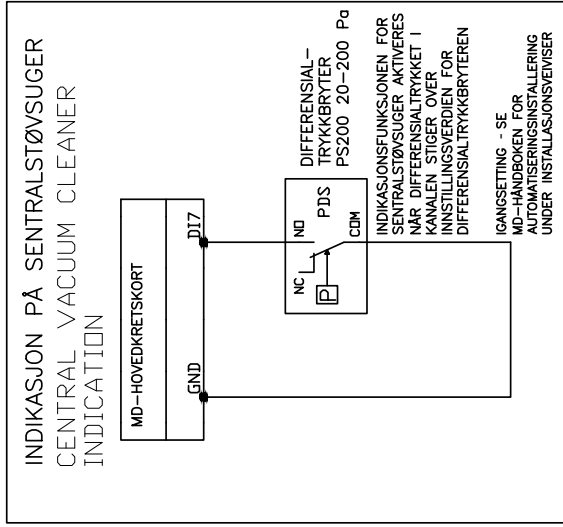 INDIKASJON PÅ SENTRALSTØVSUGER
CENTRAL VACUUM CLEANER
INDICATION
MD-HOVEDKRETSKORT
GND
DI7
DIFFERENSIAL-
TRYKKBRYTER
PS200 20-200 Pa
NC
NO
P
PDS
COM
INDIKASJONSFUNKSJONEN FOR
SENTRALSTØVSUGER AKTIVERES
NÅR DIFFERENSIALTRYKKET I
KANALEN STIGER OVER
INNSTILLINGSVERDIEN FOR
DIFFERENSIALTRYKKBRYTEREN
IGANGSETTING - SE
MD-HÅNDBOKEN FOR
AUTOMATISERINGSINSTALLERING
UNDER INSTALLASJONSVEIVISER